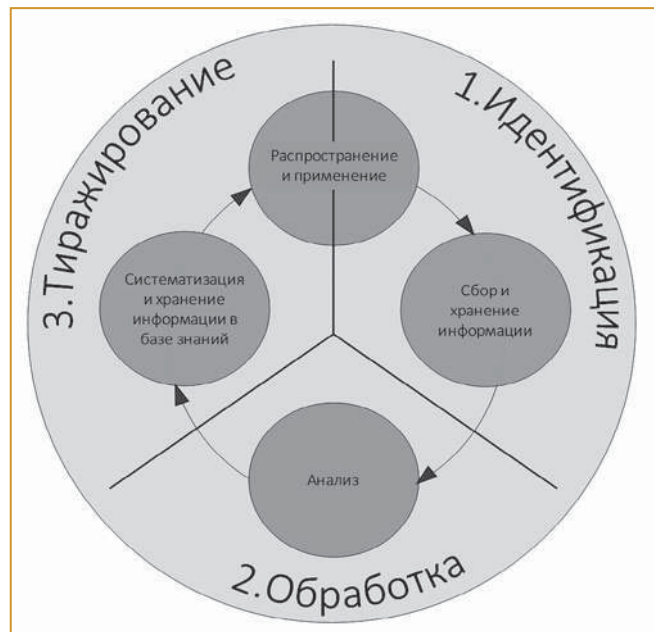 1.Идентификация
2.Обработка
3.Тиражирование
Распространение
и применение
Сбор и
хранение
информации
Анализ
Систематизация
и хранение
информации в
базе знаний